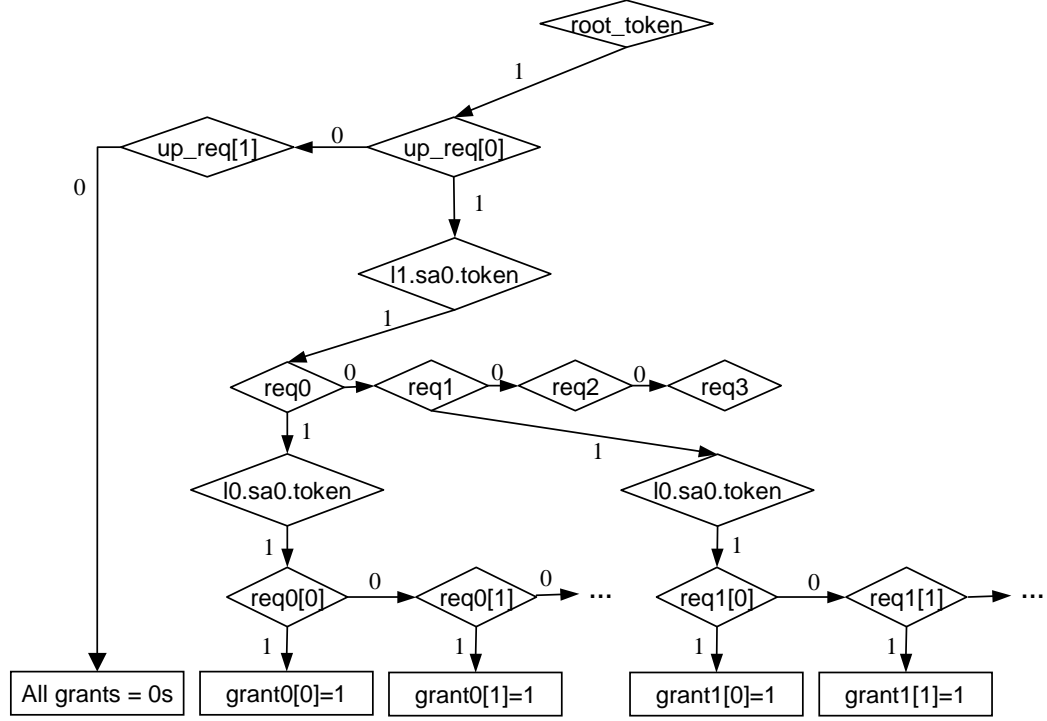 root_token
1
up_req[1]
0
up_req[0]
0
1
l1.sa0.token
1
req0
0
req1
0
req2
0
req3
1
1
l0.sa0.token
l0.sa0.token
1
1
req0[0]
0
req0[1]
0
...
req1[0]
0
req1[1]
...
1
1
1
1
All grants = 0s
grant0[0]=1
grant0[1]=1
grant1[0]=1
grant1[1]=1